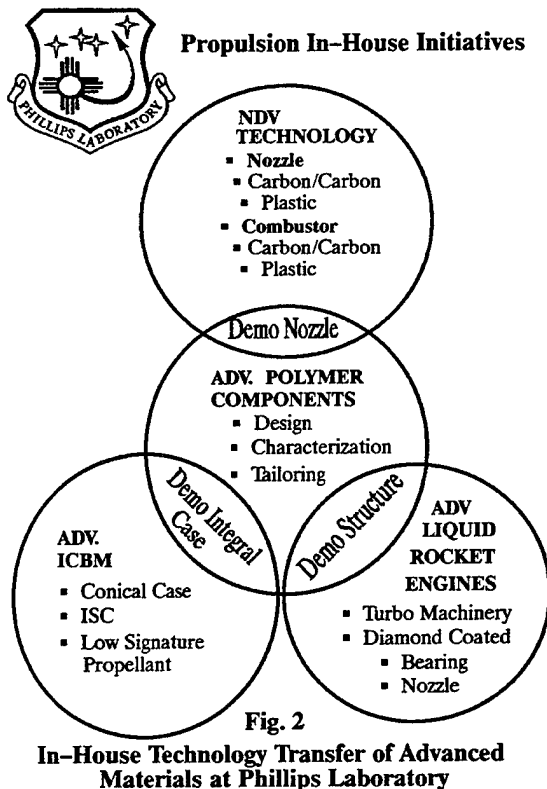 PHILLIPS LABORATORY
Propulsion In-House Initiatives
NDV
TECHNOLOGY
▪ Nozzle
▪ Carbon/Carbon
▪ Plastic
▪ Combustor
▪ Carbon/Carbon
▪ Plastic
Demo Nozzle
ADV. POLYMER
COMPONENTS
▪ Design
▪ Characterization
▪ Tailoring
Demo Integral
Case
Demo Structure
ADV.
ICBM
▪ Conical Case
▪ ISC
▪ Low Signature
Propellant
ADV
LIQUID
ROCKET
ENGINES
▪ Turbo Machinery
▪ Diamond Coated
▪ Bearing
▪ Nozzle
Fig. 2
In-House Technology Transfer of Advanced
Materials at Phillips Laboratory